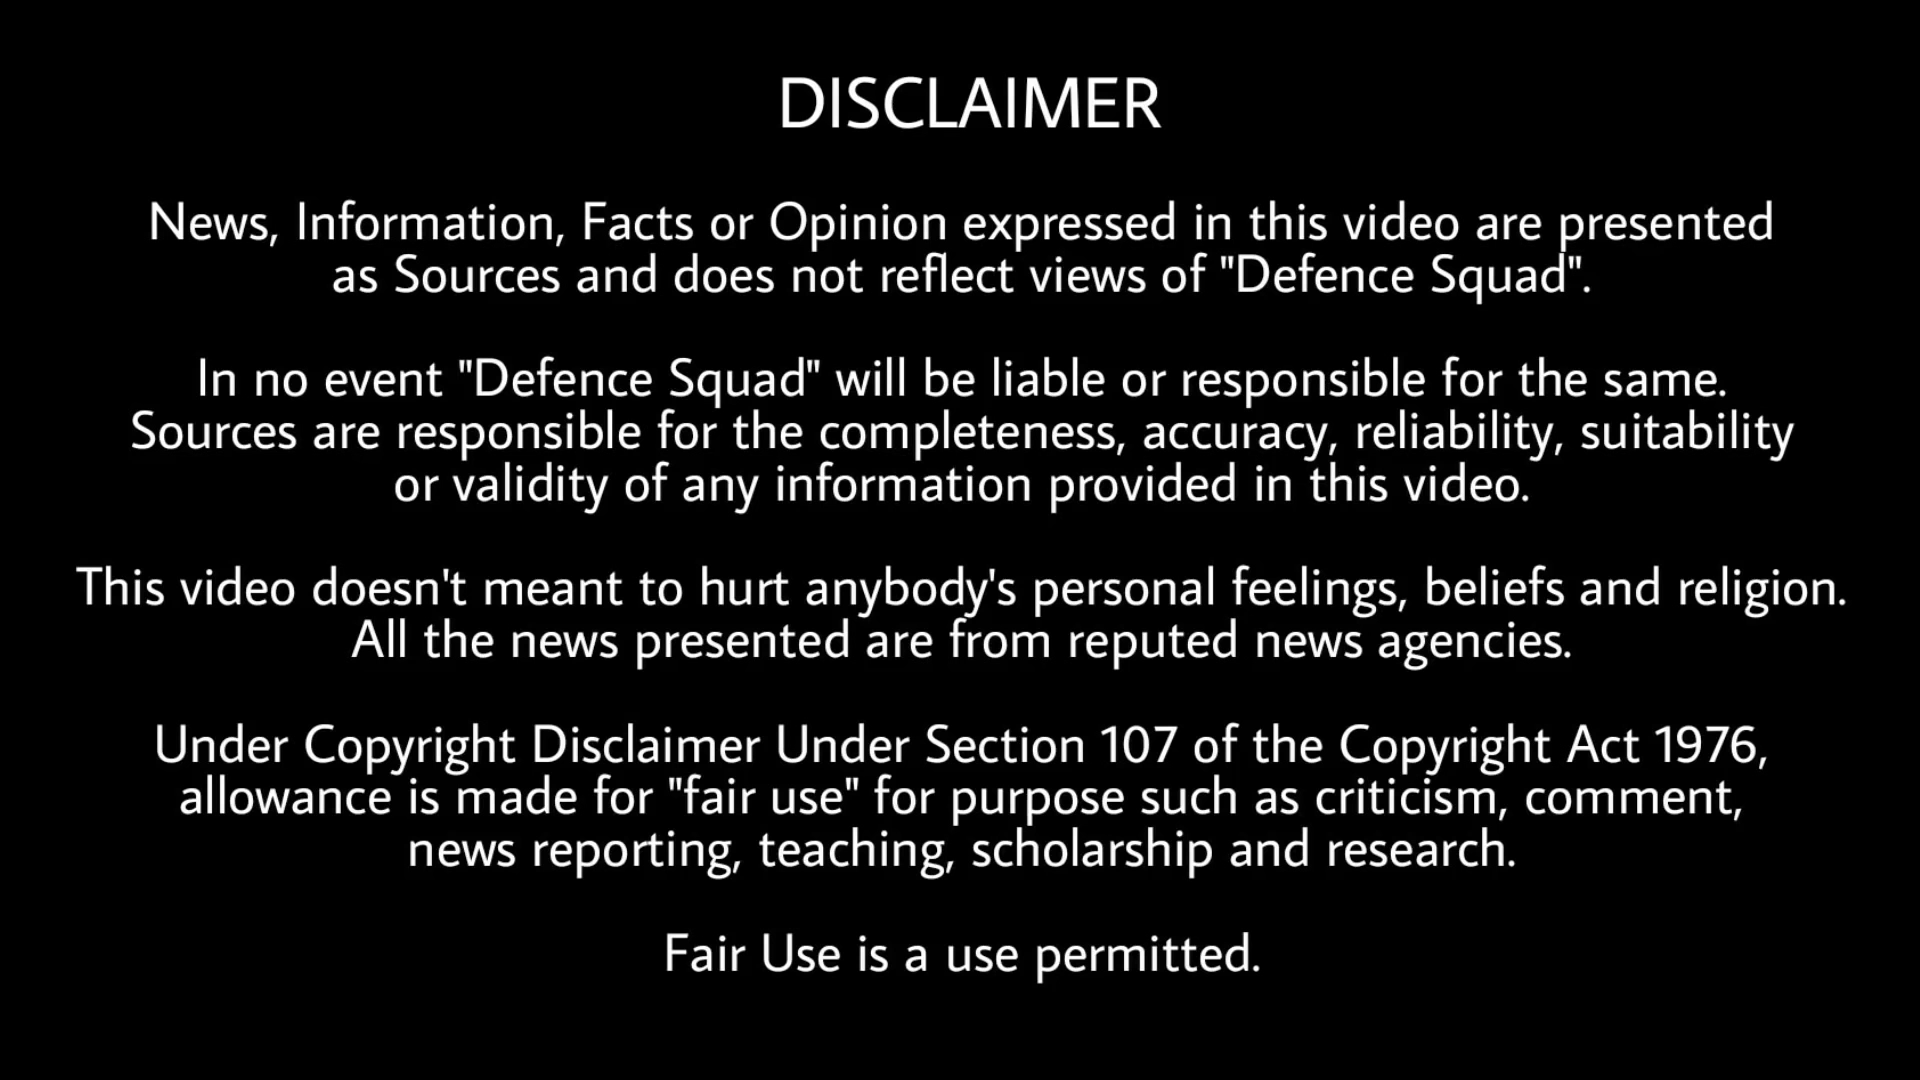 DISCLAIMER
News, Information, Facts or Opinion expressed in this video are presented
as Sources and does not reflect views of "Defence Squad".
In no event "Defence Squad" will be liable or responsible for the same.
Sources are responsible for the completeness, accuracy, reliability, suitability
or validity of any information provided in this video.
This video doesn't meant to hurt anybody's personal feelings, beliefs and religion.
All the news presented are from reputed news agencies.
Under Copyright Disclaimer Under Section 107 of the Copyright Act 1976,
allowance is made for "fair use" for purpose such as criticism, comment,
news reporting, teaching, scholarship and research.
Fair Use is a use permitted.